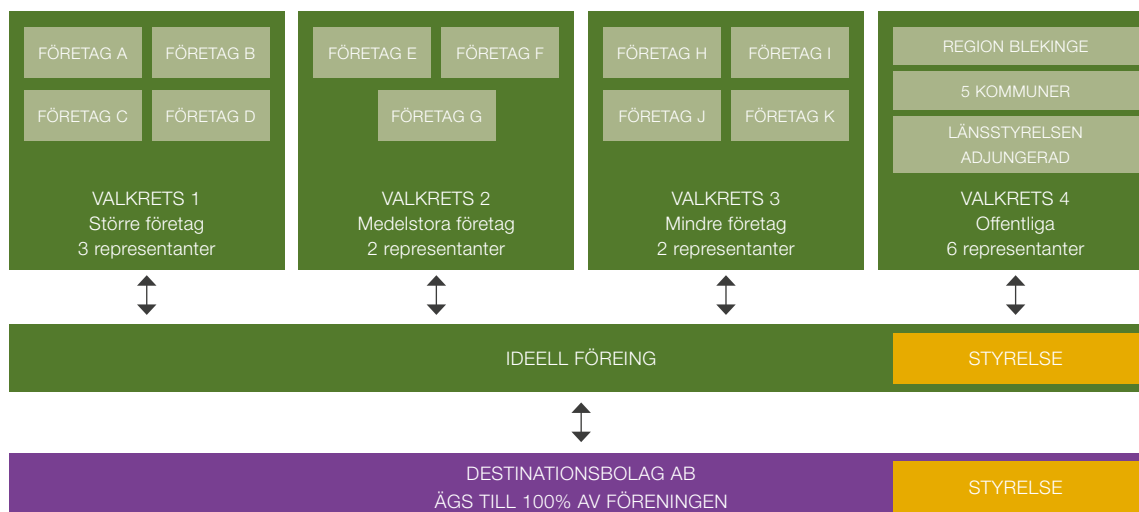 FÖRETAG A
FÖRETAG B
FÖRETAG C
FÖRETAG D
VALKRETS 1
Större företag
3 representanter
FÖRETAG E
FÖRETAG F
FÖRETAG G
VALKRETS 2
Medelstora företag
2 representanter
FÖRETAG H
FÖRETAG I
FÖRETAG J
FÖRETAG K
VALKRETS 3
Mindre företag
2 representanter
REGION BLEKINGE
5 KOMMUNER
LÄNSSTYRELSEN
ADJUNGERAD
VALKRETS 4
Offentliga
6 representanter
IDEELL FÖREING
STYRELSE
DESTINATIONSBOLAG AB
ÄGS TILL 100% AV FÖRENINGEN
STYRELSE